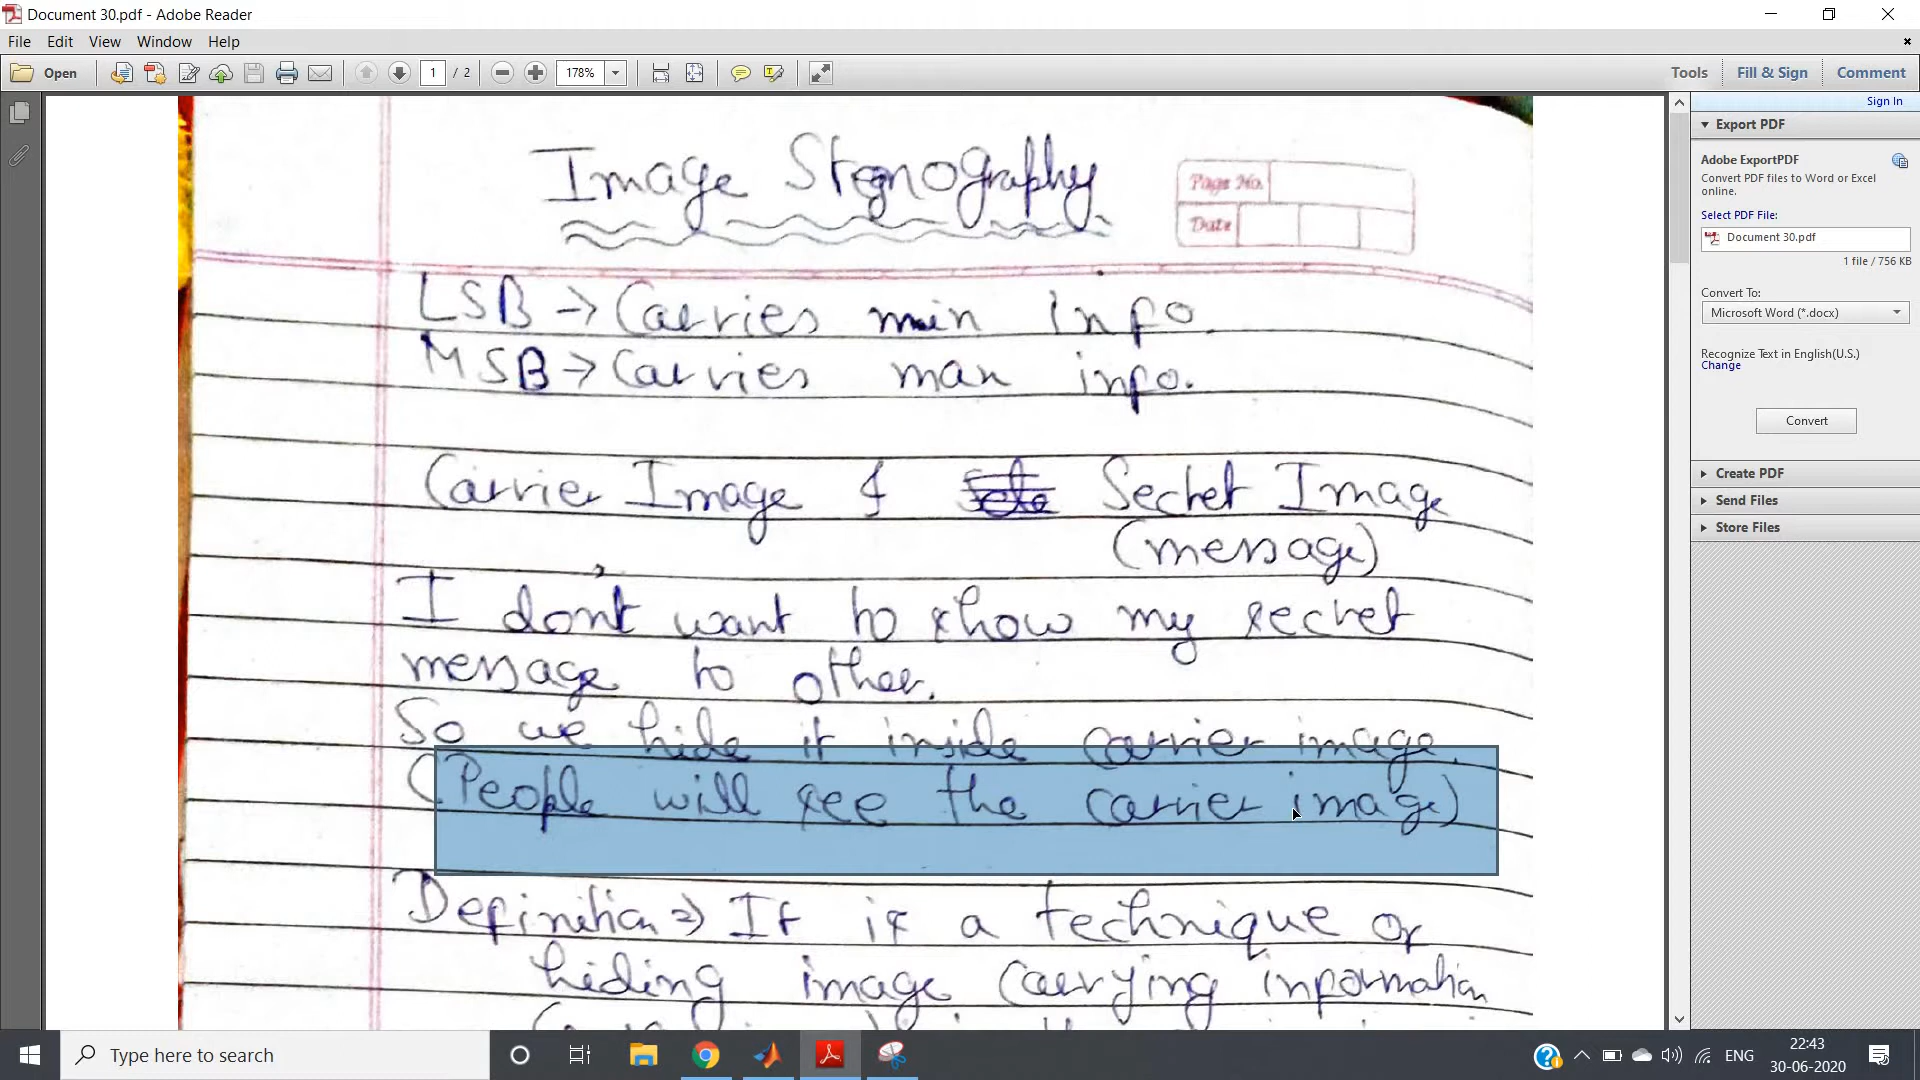 Document 30.pdf - Adobe Reader
File Edit View Window Help
Open 1 / 2 178% Tools Fill & Sign Comment
Sign In
Export PDF
Adobe ExportPDF
Convert PDF files to Word or Excel
online.
Select PDF File:
Document 30.pdf
1 file / 756 KB
Convert To:
Microsoft Word (*.docx)
Recognize Text in English(U.S.)
Change
Convert
Create PDF
Send Files
Store Files
Image Stegnography
Page No.
Date
LSB → Carries min Info.
MSB → Carries max info.
Carrier Image & Secret Image
(message)
I don't want to show my secret
message to other.
So we hide it inside carrier image.
(People will see the carrier image)
Definition ⇒ It is a technique of
hiding image carrying information
Type here to search
ENG
22:43
30-06-2020